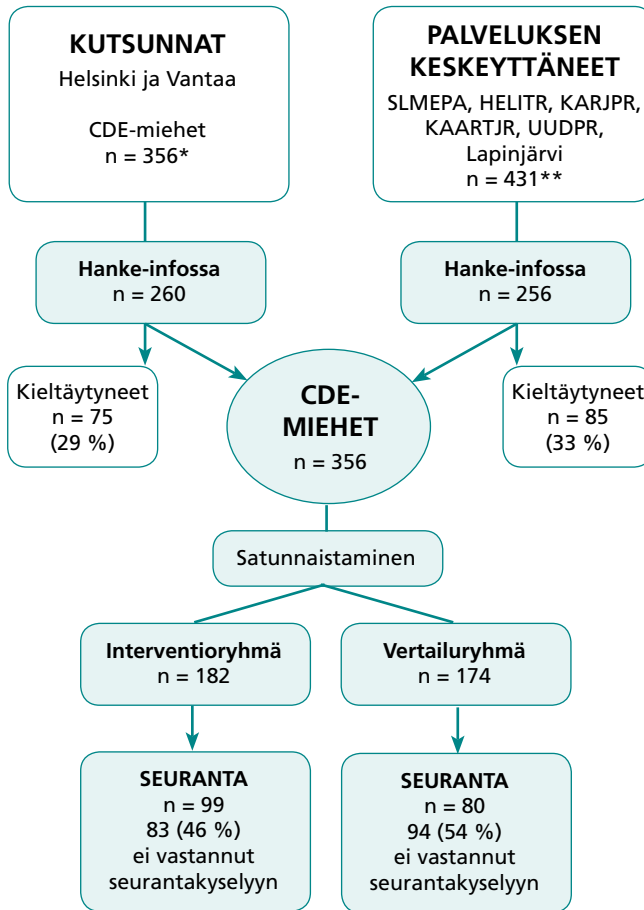 KUTSUNNAT
Helsinki ja Vantaa
CDE-miehet
n = 356*
PALVELUKSEN
KESKEYTTÄNEET
SLMEPA, HELITR, KARJPR,
KAARTJR, UUDPR,
Lapinjärvi
n = 431**
Hanke-infossa
n = 260
Hanke-infossa
n = 256
Kieltäytyneet
n = 75
(29 %)
CDE-
MIEHET
n = 356
Kieltäytyneet
n = 85
(33 %)
Satunnaistaminen
Interventioryhmä
n = 182
Vertailuryhmä
n = 174
SEURANTA
n = 99
83 (46 %)
ei vastannut
seurantakyselyyn
SEURANTA
n = 80
94 (54 %)
ei vastannut
seurantakyselyyn